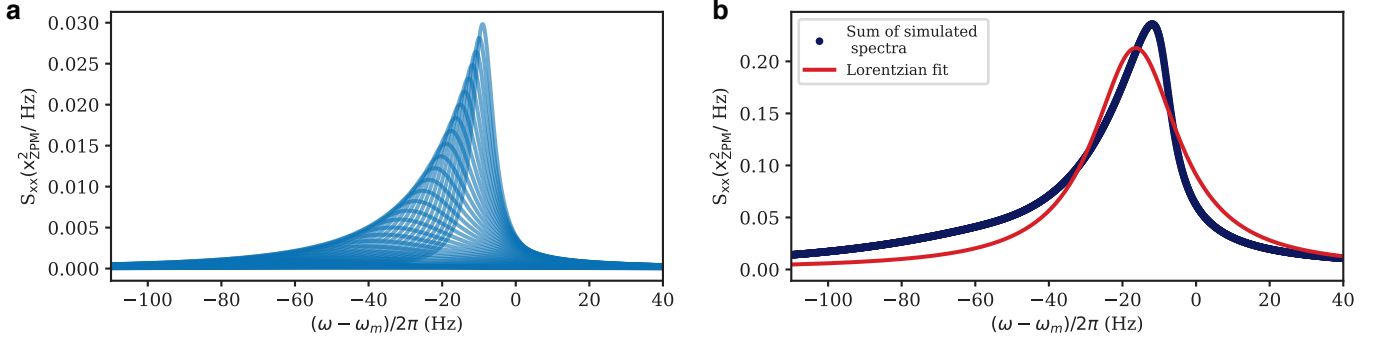 a
S_xx(x²_ZPM/ Hz)
0.030
0.025
0.020
0.015
0.010
0.005
0.000
−100 −80 −60 −40 −20 0 20 40
(ω − ω_m)/2π (Hz)
b
Sum of simulated
spectra
Lorentzian fit
S_xx(x²_ZPM/ Hz)
0.20
0.15
0.10
0.05
0.00
−100 −80 −60 −40 −20 0 20 40
(ω − ω_m)/2π (Hz)